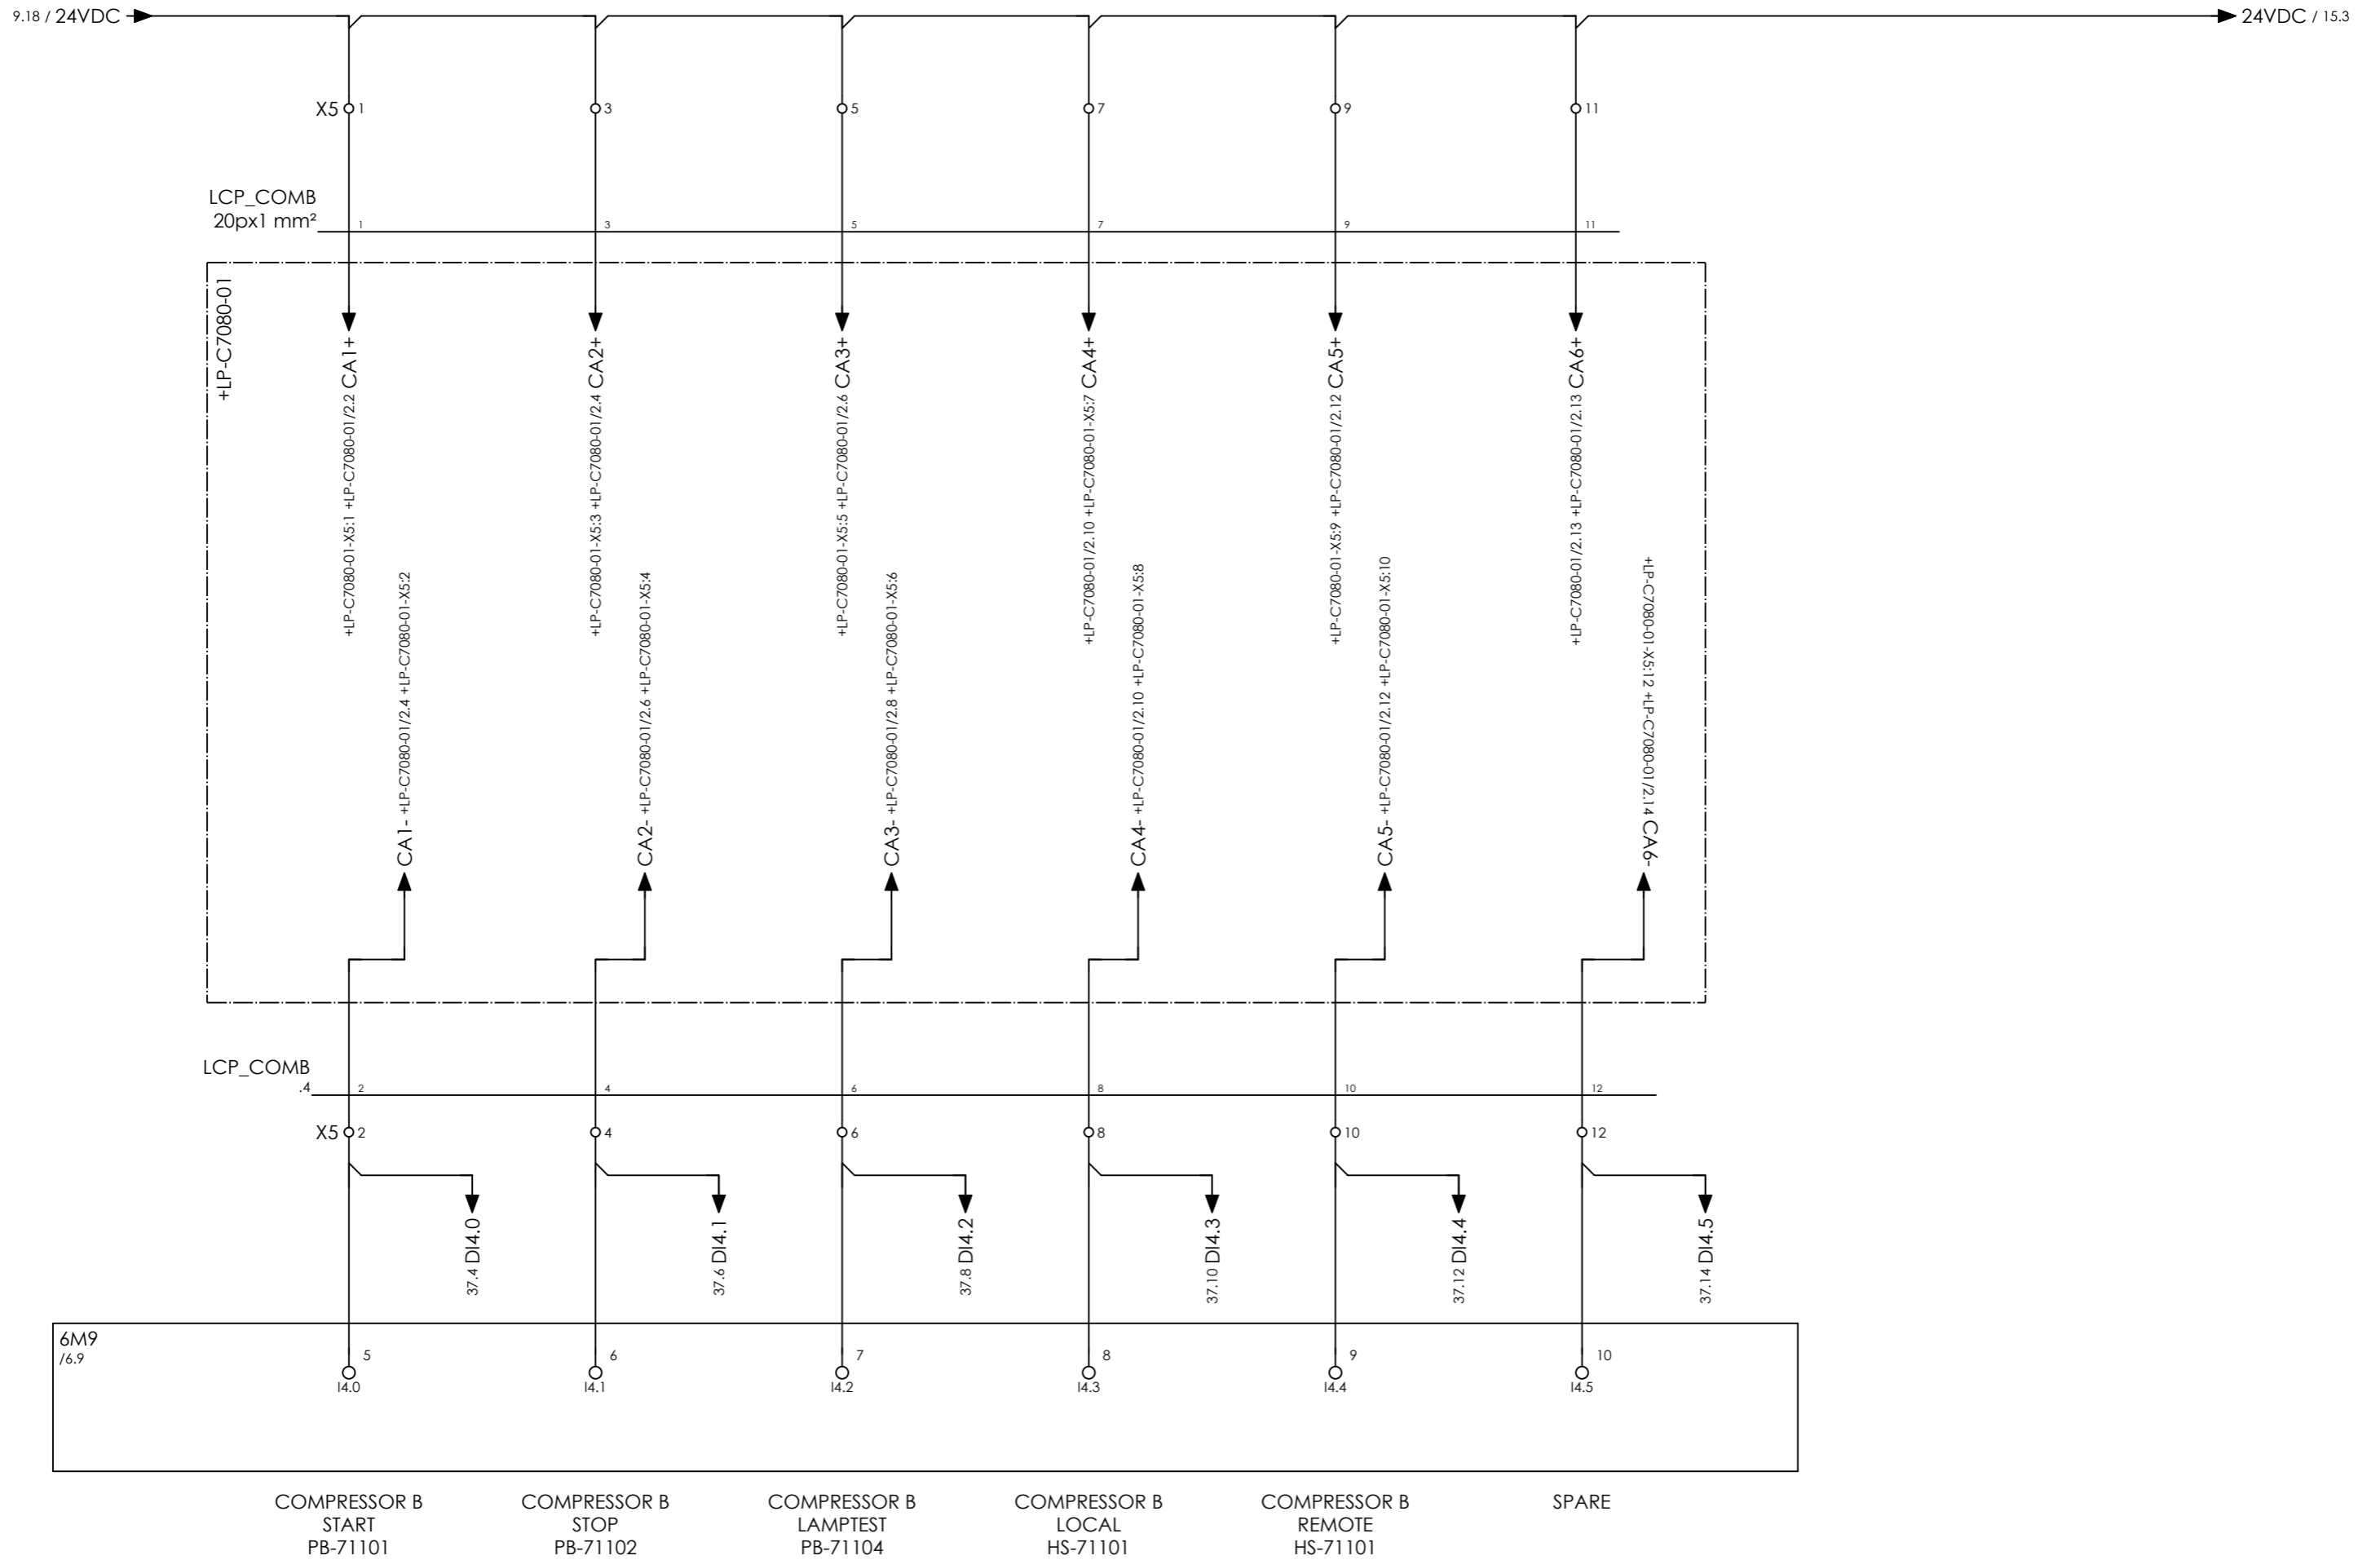 9.18 / 24VDC
24VDC / 15.3
X5 1
3
5
7
9
11
LCP_COMB
20px1 mm²
1
3
5
7
9
11
+LP-C7080-01
+LP-C7080-01-X5:1 +LP-C7080-01/2.2 CA1+
+LP-C7080-01-X5:3 +LP-C7080-01/2.4 CA2+
+LP-C7080-01-X5:5 +LP-C7080-01/2.6 CA3+
+LP-C7080-01/2.10 +LP-C7080-01-X5:7 CA4+
+LP-C7080-01-X5:9 +LP-C7080-01/2.12 CA5+
+LP-C7080-01/2.13 +LP-C7080-01/2.13 CA6+
CA1- +LP-C7080-01/2.4 +LP-C7080-01-X5:2
CA2- +LP-C7080-01/2.6 +LP-C7080-01-X5:4
CA3- +LP-C7080-01/2.8 +LP-C7080-01-X5:6
CA4- +LP-C7080-01/2.10 +LP-C7080-01-X5:8
CA5- +LP-C7080-01/2.12 +LP-C7080-01-X5:10
+LP-C7080-01-X5:12 +LP-C7080-01/2.14 CA6-
LCP_COMB
.4
2
4
6
8
10
12
X5 2
4
6
8
10
12
37.4 DI4.0
37.6 DI4.1
37.8 DI4.2
37.10 DI4.3
37.12 DI4.4
37.14 DI4.5
6M9
/6.9
5
6
7
8
9
10
I4.0
I4.1
I4.2
I4.3
I4.4
I4.5
COMPRESSOR B
START
PB-71101
COMPRESSOR B
STOP
PB-71102
COMPRESSOR B
LAMPTEST
PB-71104
COMPRESSOR B
LOCAL
HS-71101
COMPRESSOR B
REMOTE
HS-71101
SPARE